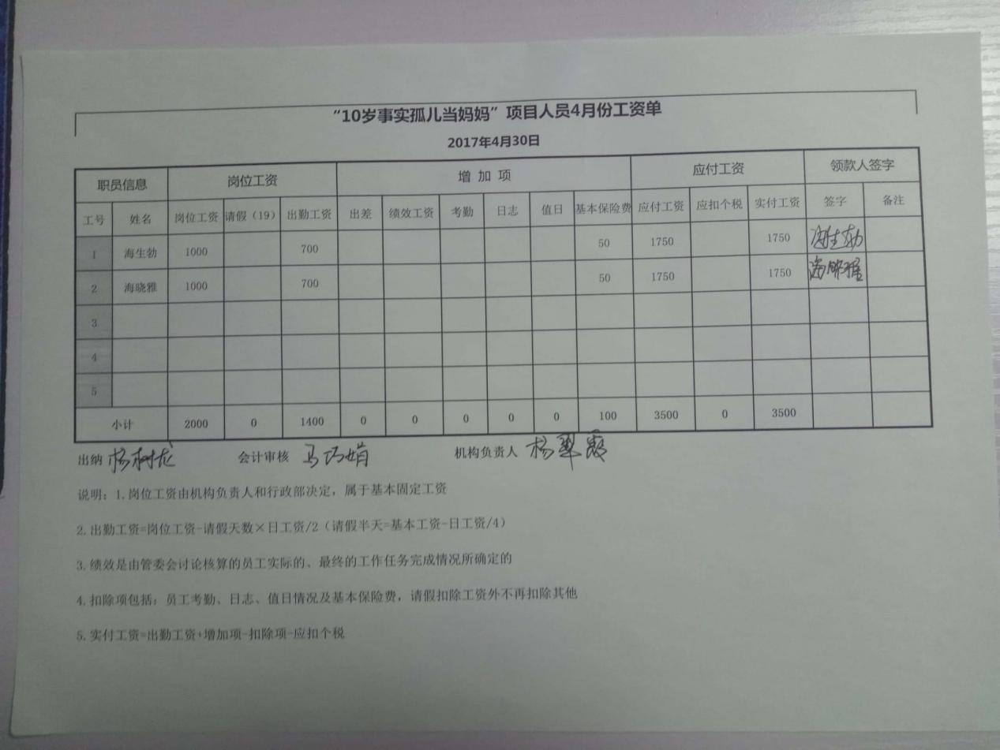 “10岁事实孤儿当妈妈”项目人员4月份工资单
2017年4月30日
职员信息 岗位工资 增加项 应付工资 领款人签字
工号 姓名 岗位工资 请假（19） 出勤工资 出差 绩效工资 考勤 日志 值日 基本保险费 应付工资 应扣个税 实付工资 签字 备注
1 海生勃 1000 700 50 1750 1750 海生勃
2 海晓雅 1000 700 50 1750 1750 海晓雅
3
4
5
小计 2000 0 1400 0 0 0 0 0 100 3500 0 3500
出纳 杨树龙 会计审核 马巧娟 机构负责人 杨翠霞
说明：1.岗位工资由机构负责人和行政部决定，属于基本固定工资
2.出勤工资=岗位工资-请假天数×日工资/2（请假半天=基本工资-日工资/4）
3.绩效是由管委会讨论核算的员工实际的、最终的工作任务完成情况所确定的
4.扣除项包括：员工考勤、日志、值日情况及基本保险费，请假扣除工资外不再扣除其他
5.实付工资=出勤工资+增加项-扣除项-应扣个税